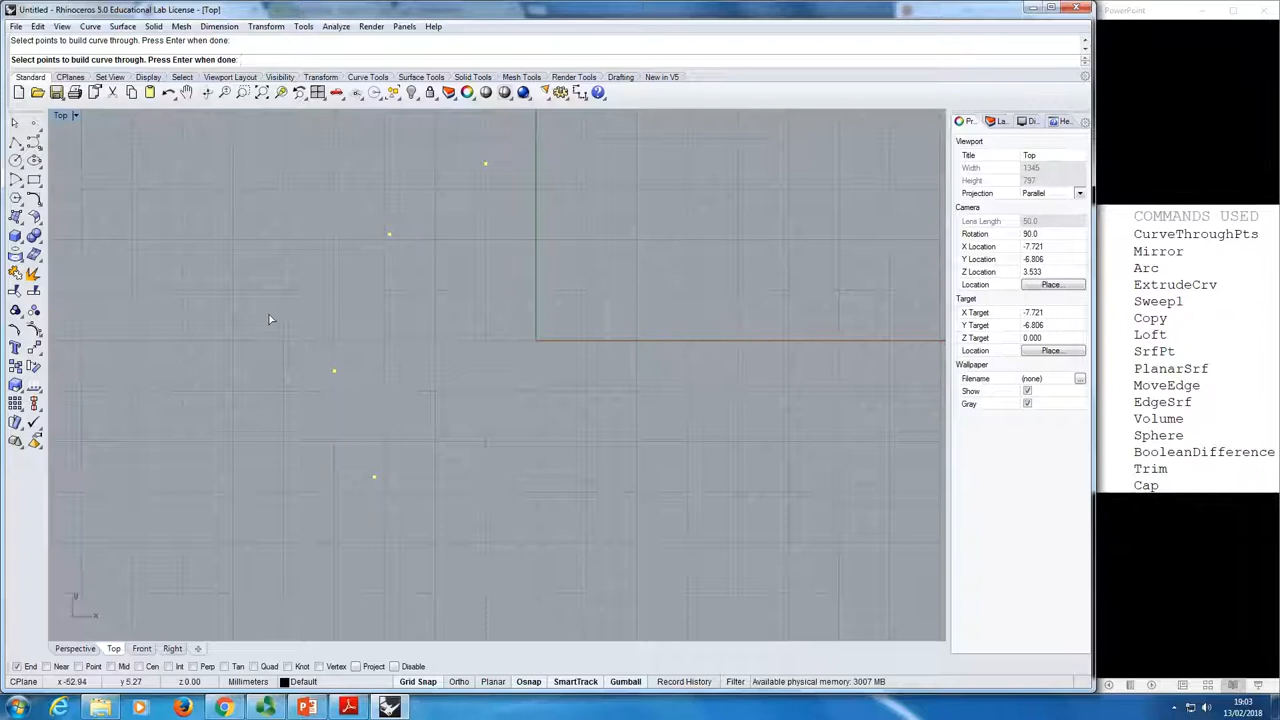 Untitled - Rhinoceros 5.0 Educational Lab License - [Top]
PowerPoint
File Edit View Curve Surface Solid Mesh Dimension Transform Tools Analyze Render Panels Help
Select points to build curve through. Press Enter when done:
Select points to build curve through. Press Enter when done:
Standard CPlanes Set View Display Select Viewport Layout Visibility Transform Curve Tools Surface Tools Solid Tools Mesh Tools Render Tools Drafting New in V5
Top
Pr... La... Di... He...
Viewport
Title Top
Width 1345
Height 797
Projection Parallel
Camera
Lens Length 50.0
Rotation 90.0
X Location -7.721
Y Location -6.806
Z Location 3.533
Location Place...
Target
X Target -7.721
Y Target -6.806
Z Target 0.000
Location Place...
Wallpaper
Filename (none) ...
Show
Gray
COMMANDS USED
CurveThroughPts
Mirror
Arc
ExtrudeCrv
Sweep1
Copy
Loft
SrfPt
PlanarSrf
MoveEdge
EdgeSrf
Volume
Sphere
BooleanDifference
Trim
Cap
y
x
Perspective Top Front Right
End Near Point Mid Cen Int Perp Tan Quad Knot Vertex Project Disable
CPlane x -52.94 y 5.27 z 0.00 Millimeters Default Grid Snap Ortho Planar Osnap SmartTrack Gumball Record History Filter Available physical memory: 3007 MB
19:03
13/02/2018